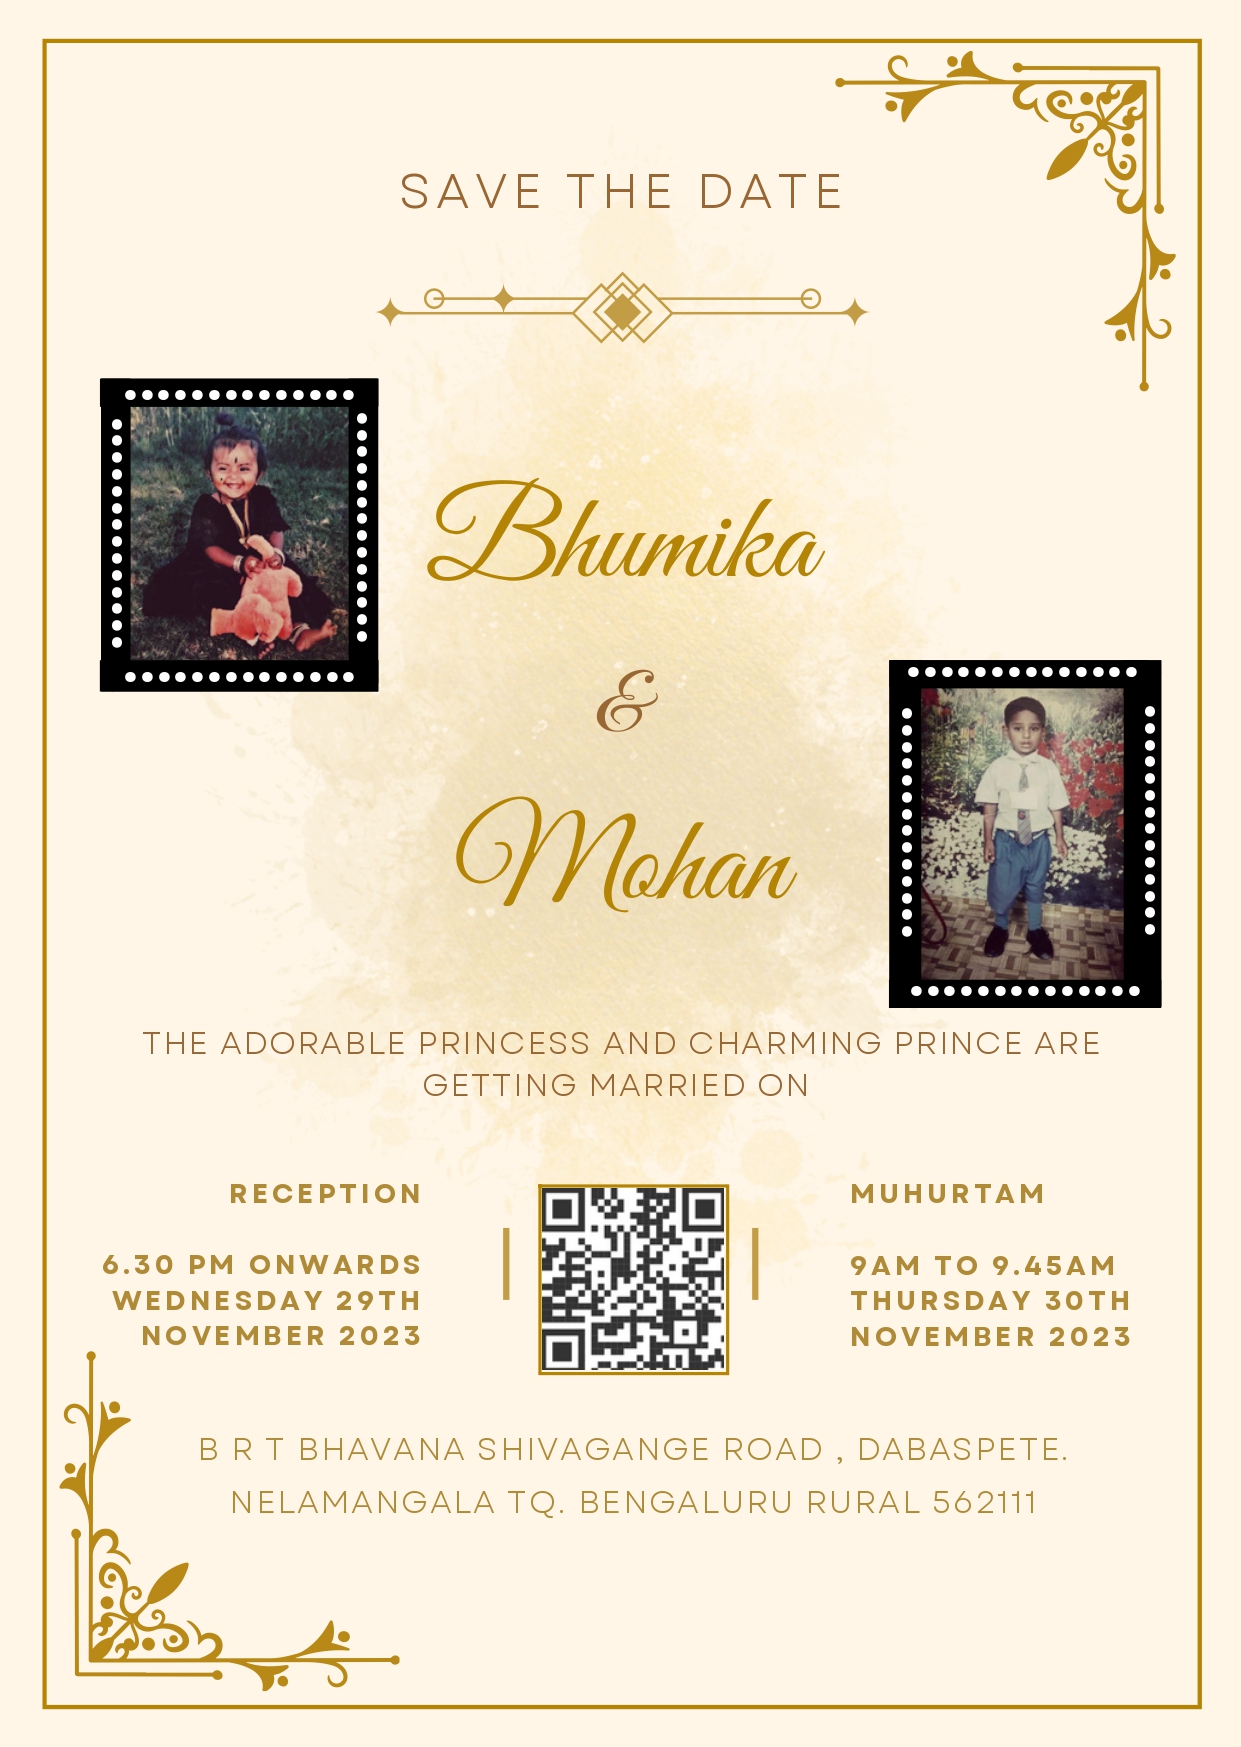 SAVE THE DATE
Bhumika
&
Mohan
THE ADORABLE PRINCESS AND CHARMING PRINCE ARE
GETTING MARRIED ON
RECEPTION
6.30 PM ONWARDS
WEDNESDAY 29TH
NOVEMBER 2023
MUHURTAM
9AM TO 9.45AM
THURSDAY 30TH
NOVEMBER 2023
B R T BHAVANA SHIVAGANGE ROAD , DABASPETE.
NELAMANGALA TQ. BENGALURU RURAL 562111